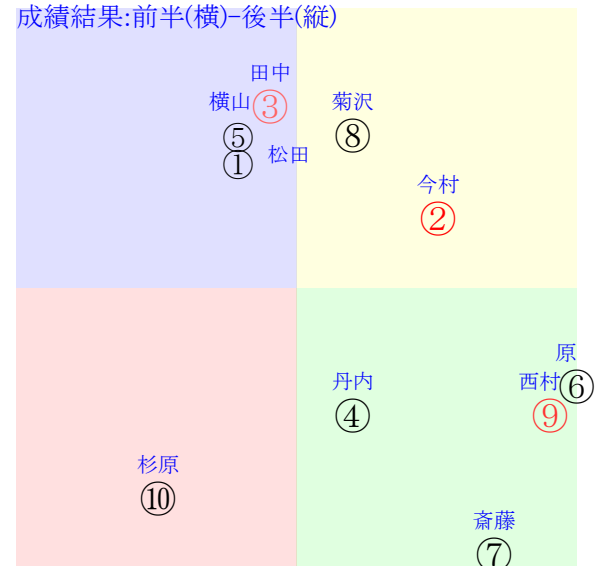 成績結果:前半(横)-後半(縦)
田中
横山
③
菊沢
⑤
⑧
①
松田
今村
②
原
丹内
西村
⑥
④
⑨
杉原
⑩
斎藤
⑦